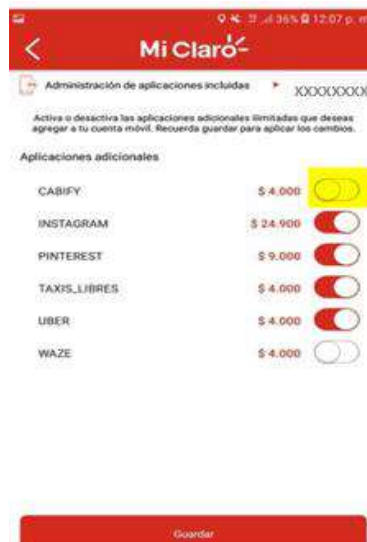 36% 12:07 p. m
Mi Claro
Administración de aplicaciones incluidas XXXXXXXX
Activa o desactiva las aplicaciones adicionales ilimitadas que deseas
agregar a tu cuenta móvil. Recuerda guardar para aplicar los cambios.
Aplicaciones adicionales
CABIFY $ 4.000
INSTAGRAM $ 24.900
PINTEREST $ 9.000
TAXIS_LIBRES $ 4.000
UBER $ 4.000
WAZE $ 4.000
Guardar